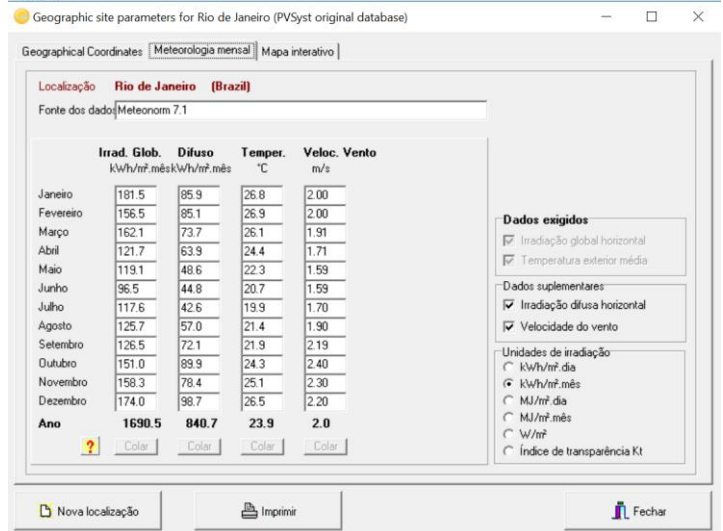 Geographic site parameters for Rio de Janeiro (PVSyst original database)
Geographical Coordinates Meteorologia mensal Mapa interativo
Localização Rio de Janeiro (Brazil)
Fonte dos dados Meteonorm 7.1
Irrad. Glob. Difuso Temper. Veloc. Vento
kWh/m².mês kWh/m².mês °C m/s
Janeiro 181.5 85.9 26.8 2.00
Fevereiro 156.5 85.1 26.9 2.00
Março 162.1 73.7 26.1 1.91
Abril 121.7 63.9 24.4 1.71
Maio 119.1 48.6 22.3 1.59
Junho 96.5 44.8 20.7 1.59
Julho 117.6 42.6 19.9 1.70
Agosto 125.7 57.0 21.4 1.90
Setembro 126.5 72.1 21.9 2.19
Outubro 151.0 89.9 24.3 2.40
Novembro 158.3 78.4 25.1 2.30
Dezembro 174.0 98.7 26.5 2.20
Ano 1690.5 840.7 23.9 2.0
? Colar Colar Colar Colar
Dados exigidos
Irradiação global horizontal
Temperatura exterior média
Dados suplementares
Irradiação difusa horizontal
Velocidade do vento
Unidades de irradiação
kWh/m².dia
kWh/m².mês
MJ/m².dia
MJ/m².mês
W/m²
Índice de transparência Kt
Nova localização Imprimir Fechar